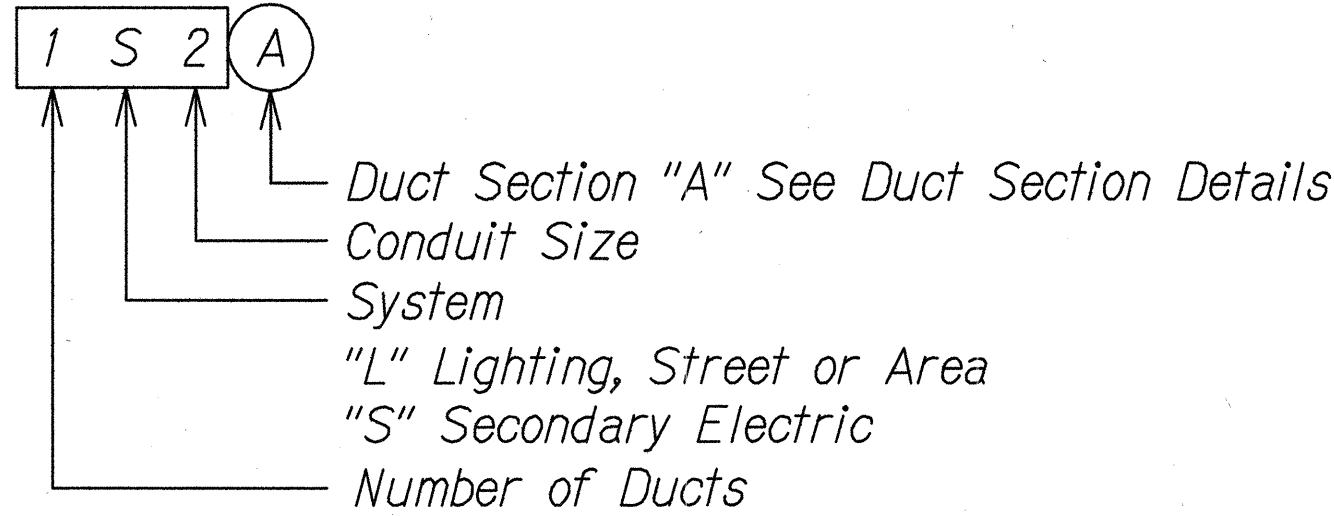 1 S 2 A
Duct Section "A" See Duct Section Details
Conduit Size
System
"L" Lighting, Street or Area
"S" Secondary Electric
Number of Ducts